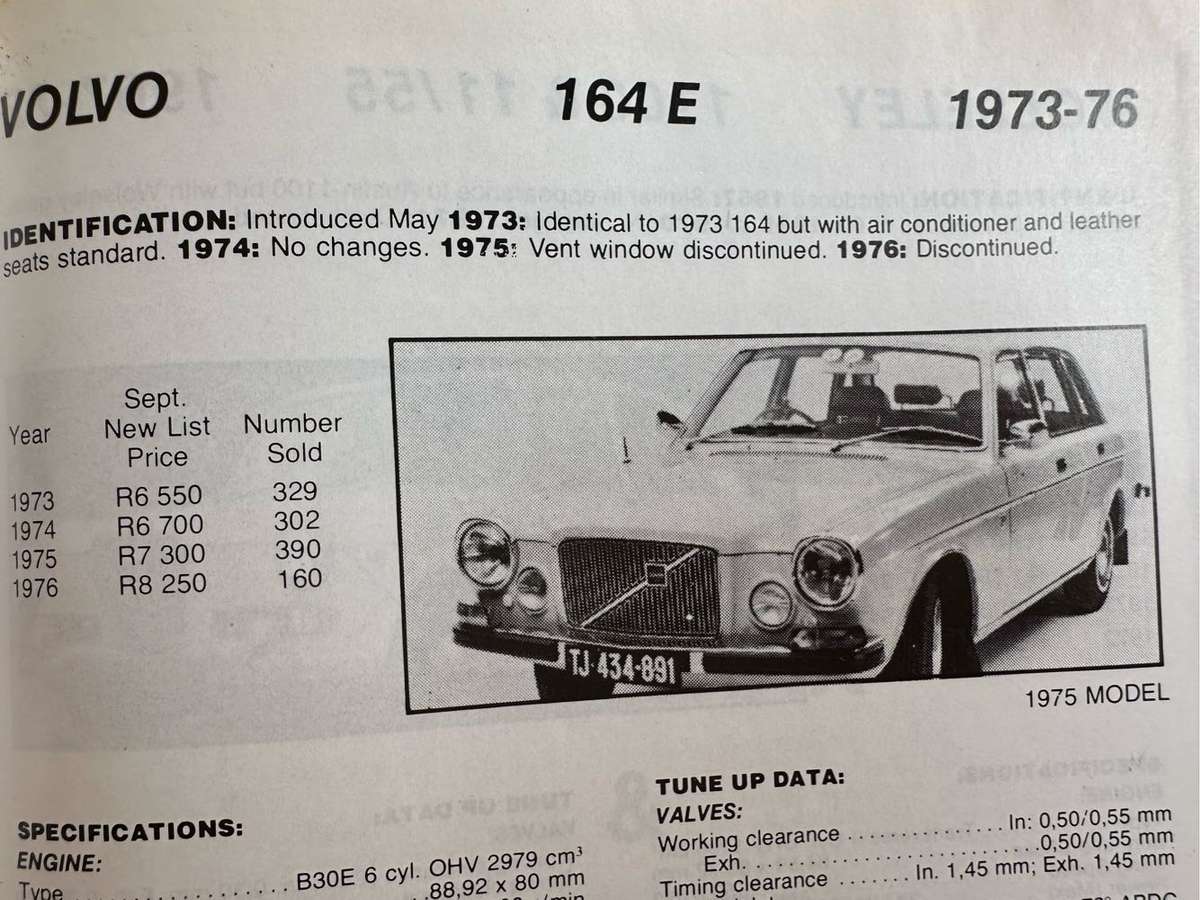 VOLVO 164 E 1973-76
IDENTIFICATION: Introduced May 1973: Identical to 1973 164 but with air conditioner and leather
seats standard. 1974: No changes. 1975: Vent window discontinued. 1976: Discontinued.
Sept.
Year New List Number
Price Sold
1973 R6 550 329
1974 R6 700 302
1975 R7 300 390
1976 R8 250 160
TJ·434·891
1975 MODEL
SPECIFICATIONS:
ENGINE:
Type ............ B30E 6 cyl. OHV 2979 cm³
88,92 x 80 mm
TUNE UP DATA:
VALVES:
Working clearance ............ In: 0,50/0,55 mm
Exh. ............ 0,50/0,55 mm
Timing clearance ....... In. 1,45 mm; Exh. 1,45 mm